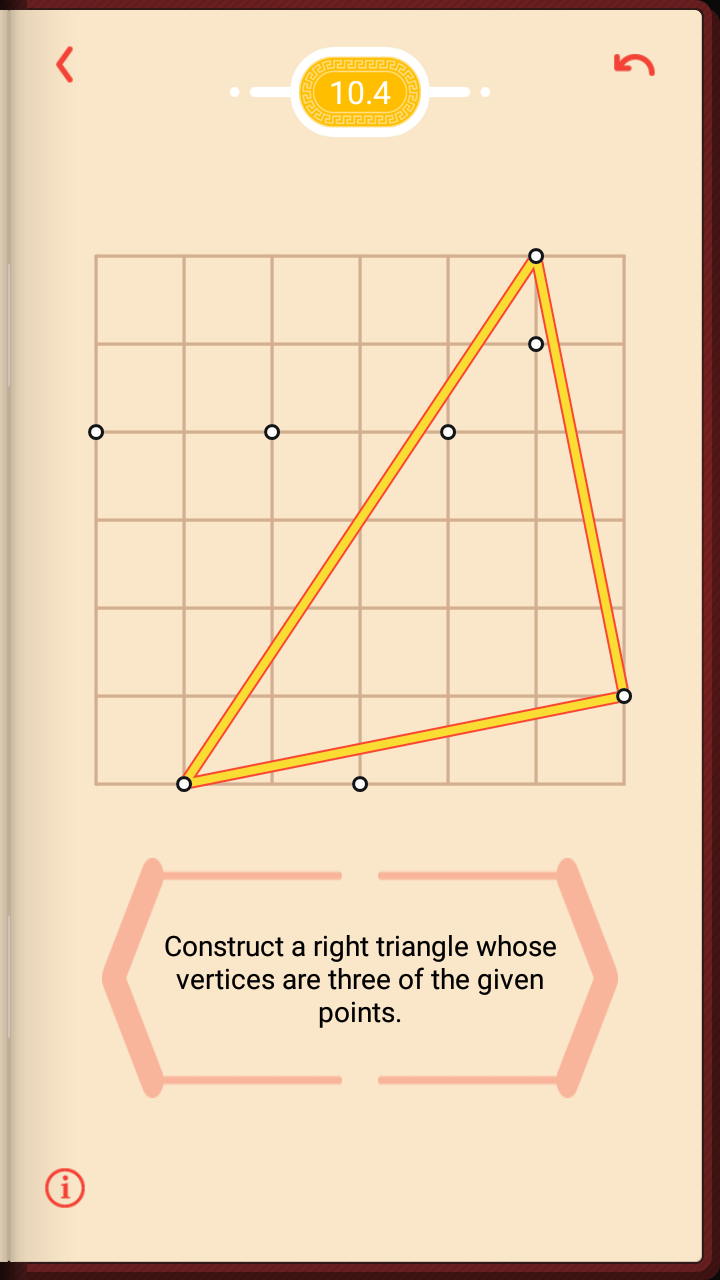 10.4
Construct a right triangle whose
vertices are three of the given
points.
i